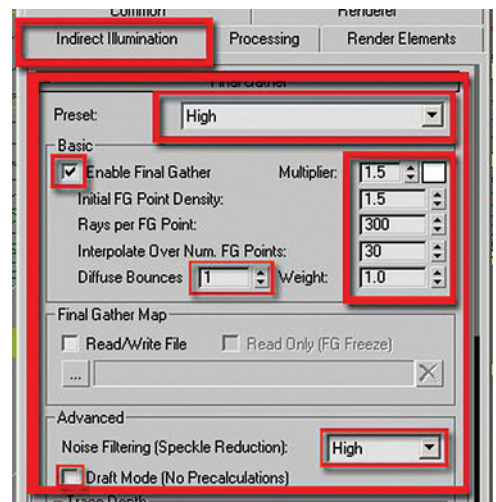 Common Renderer
Indirect Illumination Processing Render Elements
Final Gather
Preset: High
Basic
Enable Final Gather Multiplier: 1.5
Initial FG Point Density: 1.5
Rays per FG Point: 300
Interpolate Over Num. FG Points: 30
Diffuse Bounces 1 Weight: 1.0
Final Gather Map
Read/Write File Read Only (FG Freeze)
...
Advanced
Noise Filtering (Speckle Reduction): High
Draft Mode (No Precalculations)
Trace Depth